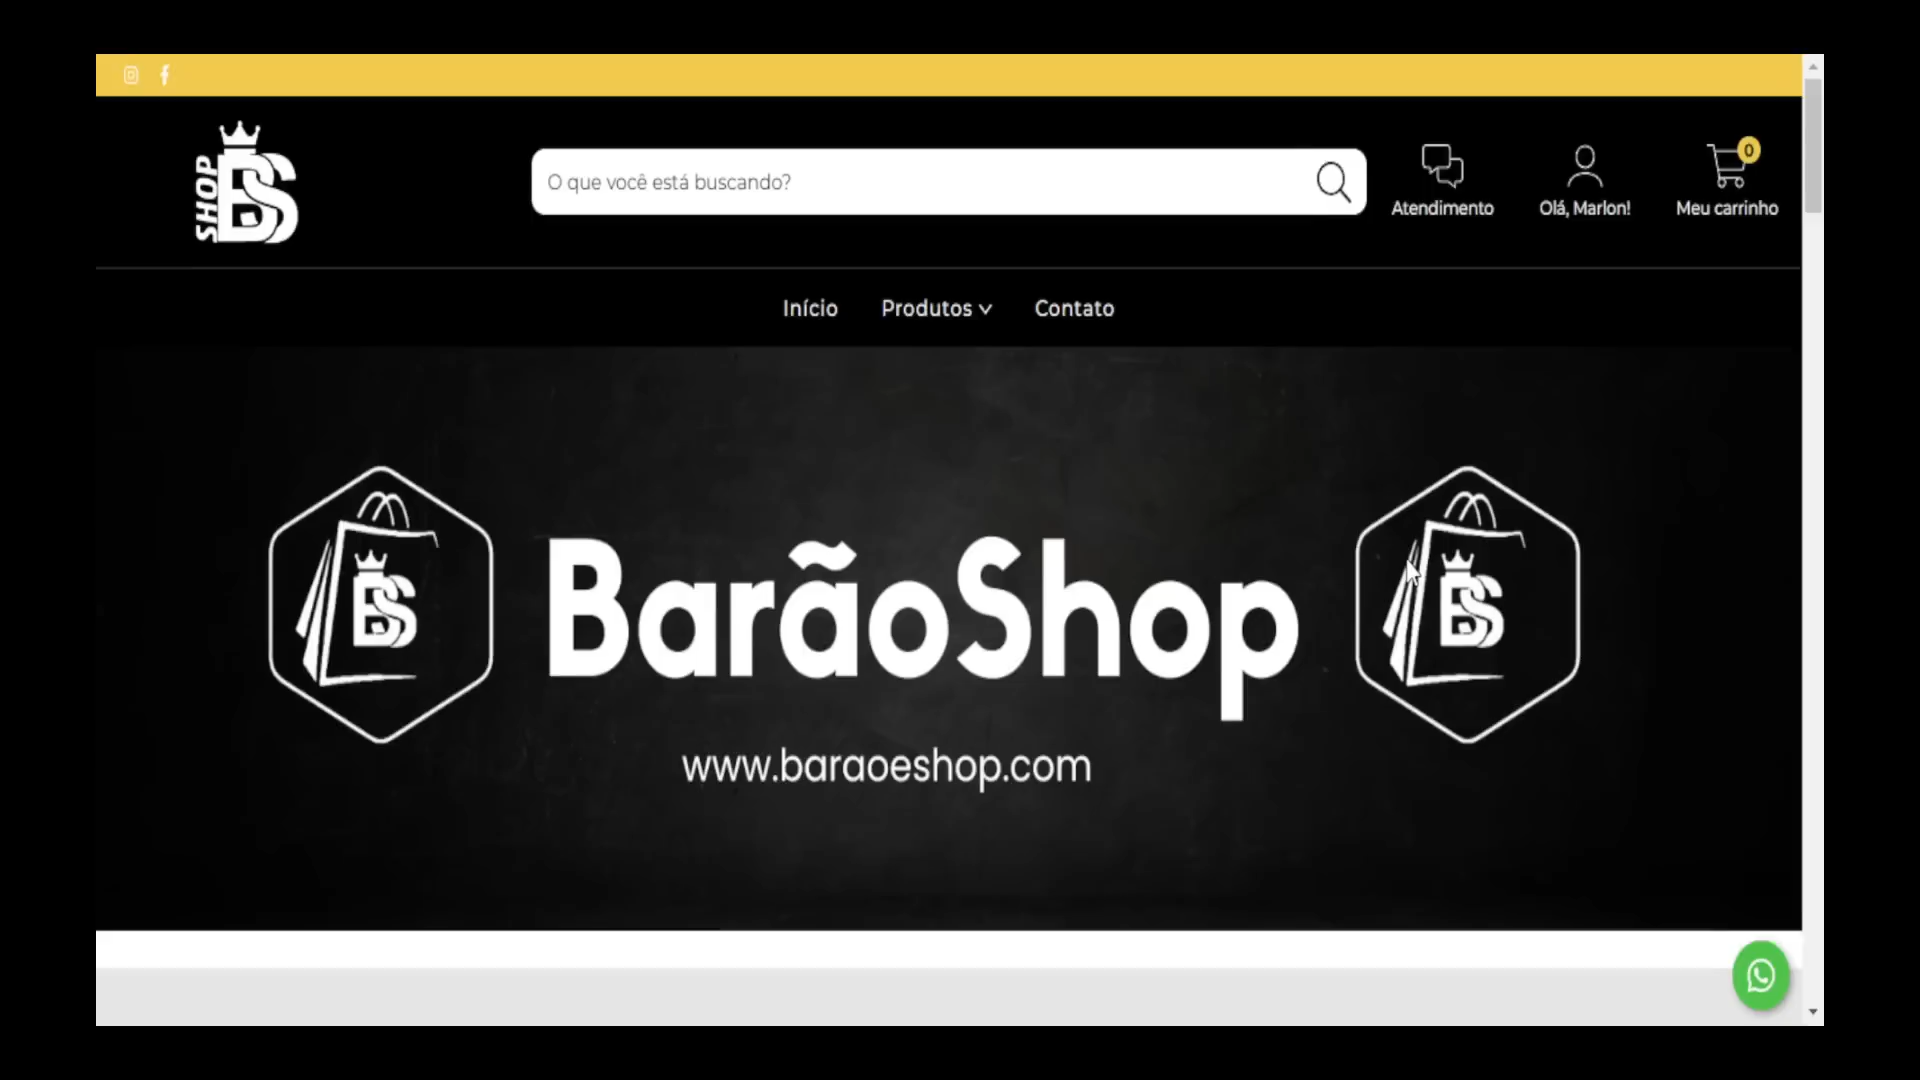 SHOP
BS
O que você está buscando?
Atendimento
Olá, Marlon!
0
Meu carrinho
Início
Produtos
Contato
BS
BarãoShop
BS
www.baraoeshop.com